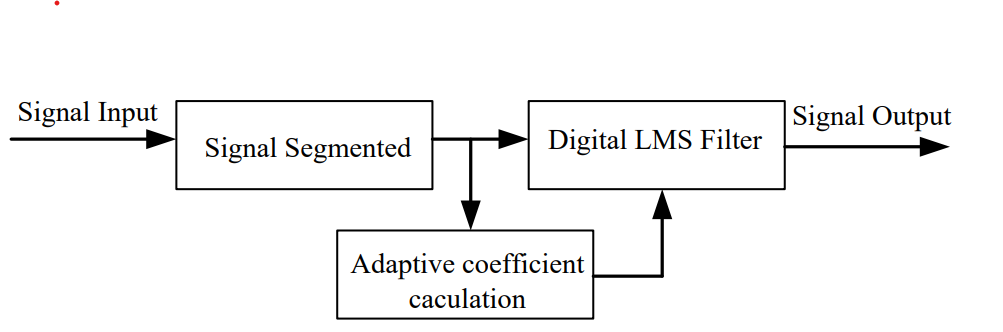 Signal Input
Signal Segmented
Digital LMS Filter
Signal Output
Adaptive coefficient
caculation